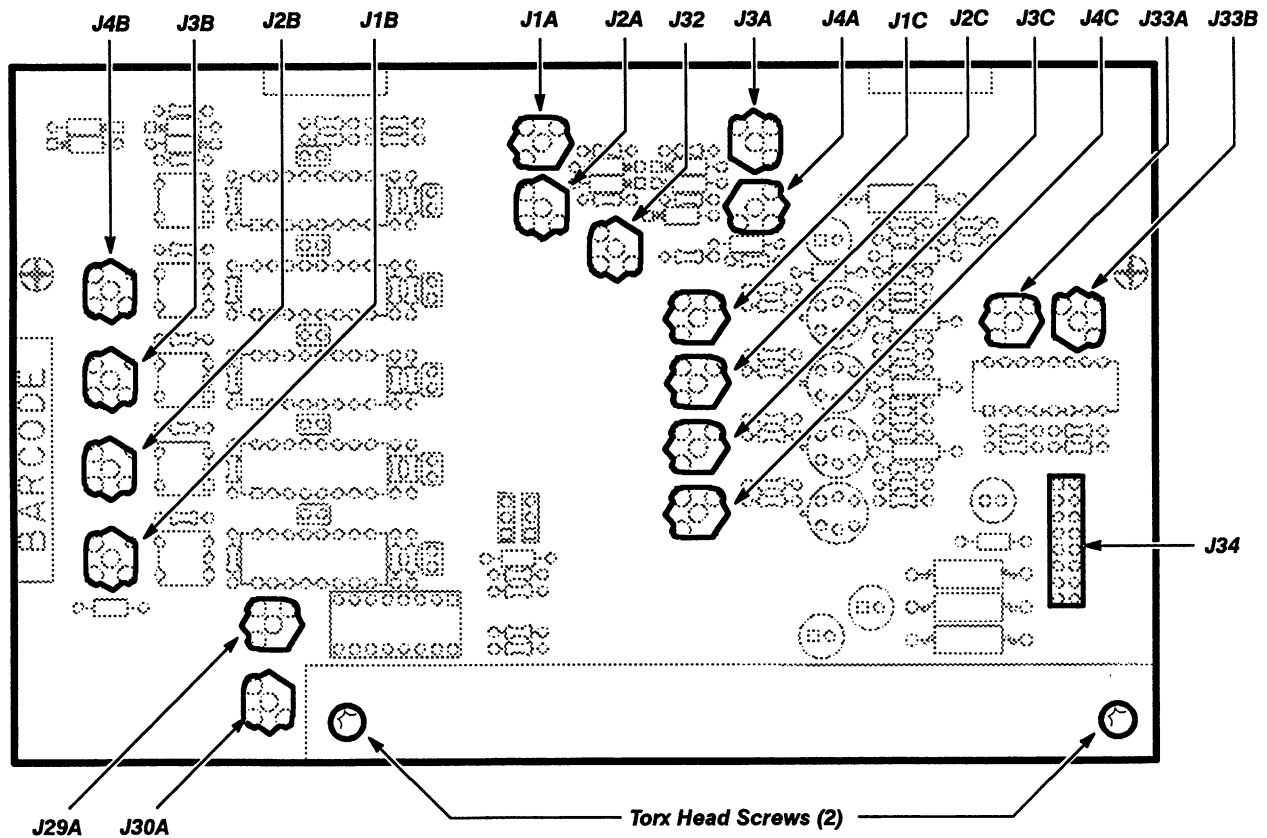 J4B J3B J2B J1B J1A J2A J32 J3A J4A J1C J2C J3C J4C J33A J33B
BARCODE
J34
J29A J30A Torx Head Screws (2)